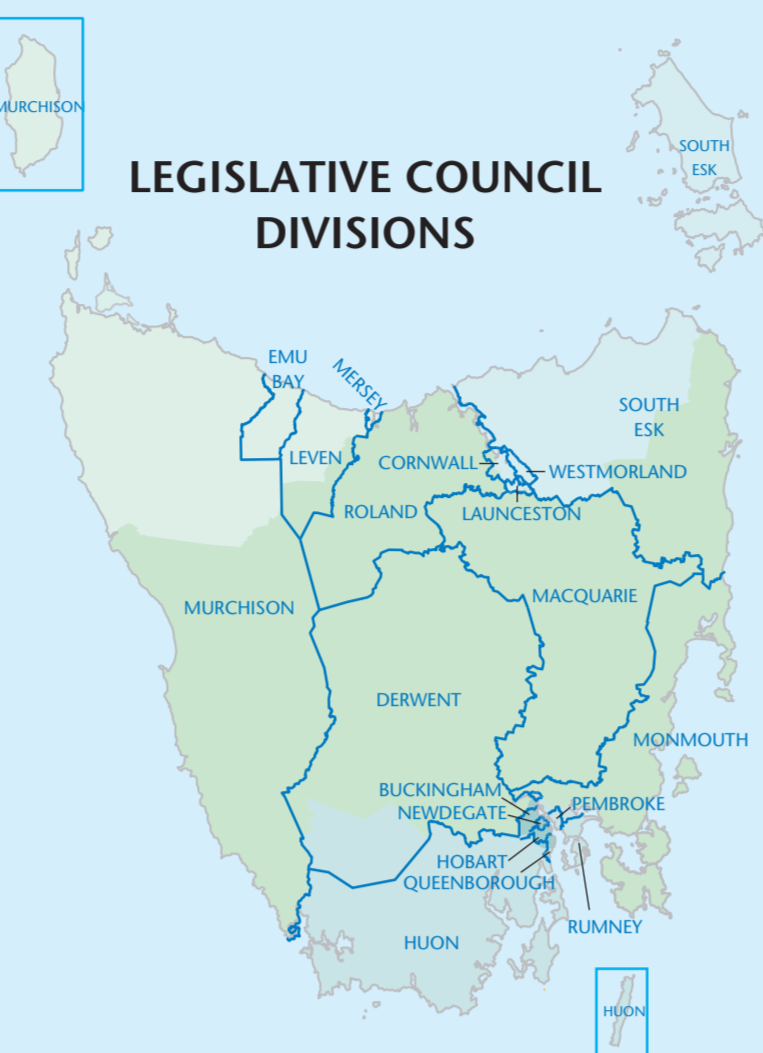 MURCHISON
SOUTH
ESK
LEGISLATIVE COUNCIL
DIVISIONS
EMU
BAY
MERSEY
SOUTH
ESK
LEVEN
CORNWALL
WESTMORLAND
ROLAND
LAUNCESTON
MURCHISON
MACQUARIE
DERWENT
MONMOUTH
BUCKINGHAM
PEMBROKE
NEWDEGATE
HOBART
QUEENBOROUGH
RUMNEY
HUON
HUON